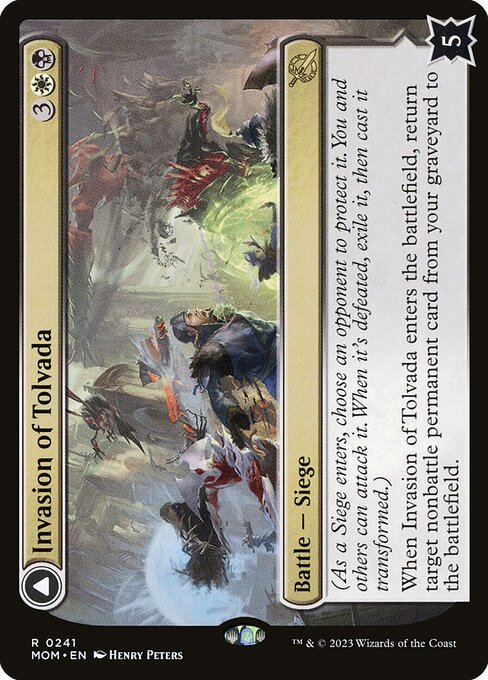 Invasion of Tolvada
3
Battle — Siege
(As a Siege enters, choose an opponent to protect it. You and
others can attack it. When it's defeated, exile it, then cast it
transformed.)
When Invasion of Tolvada enters the battlefield, return
target nonbattle permanent card from your graveyard to
the battlefield.
5
R 0241
MOM • EN Henry Peters
™ & © 2023 Wizards of the Coast